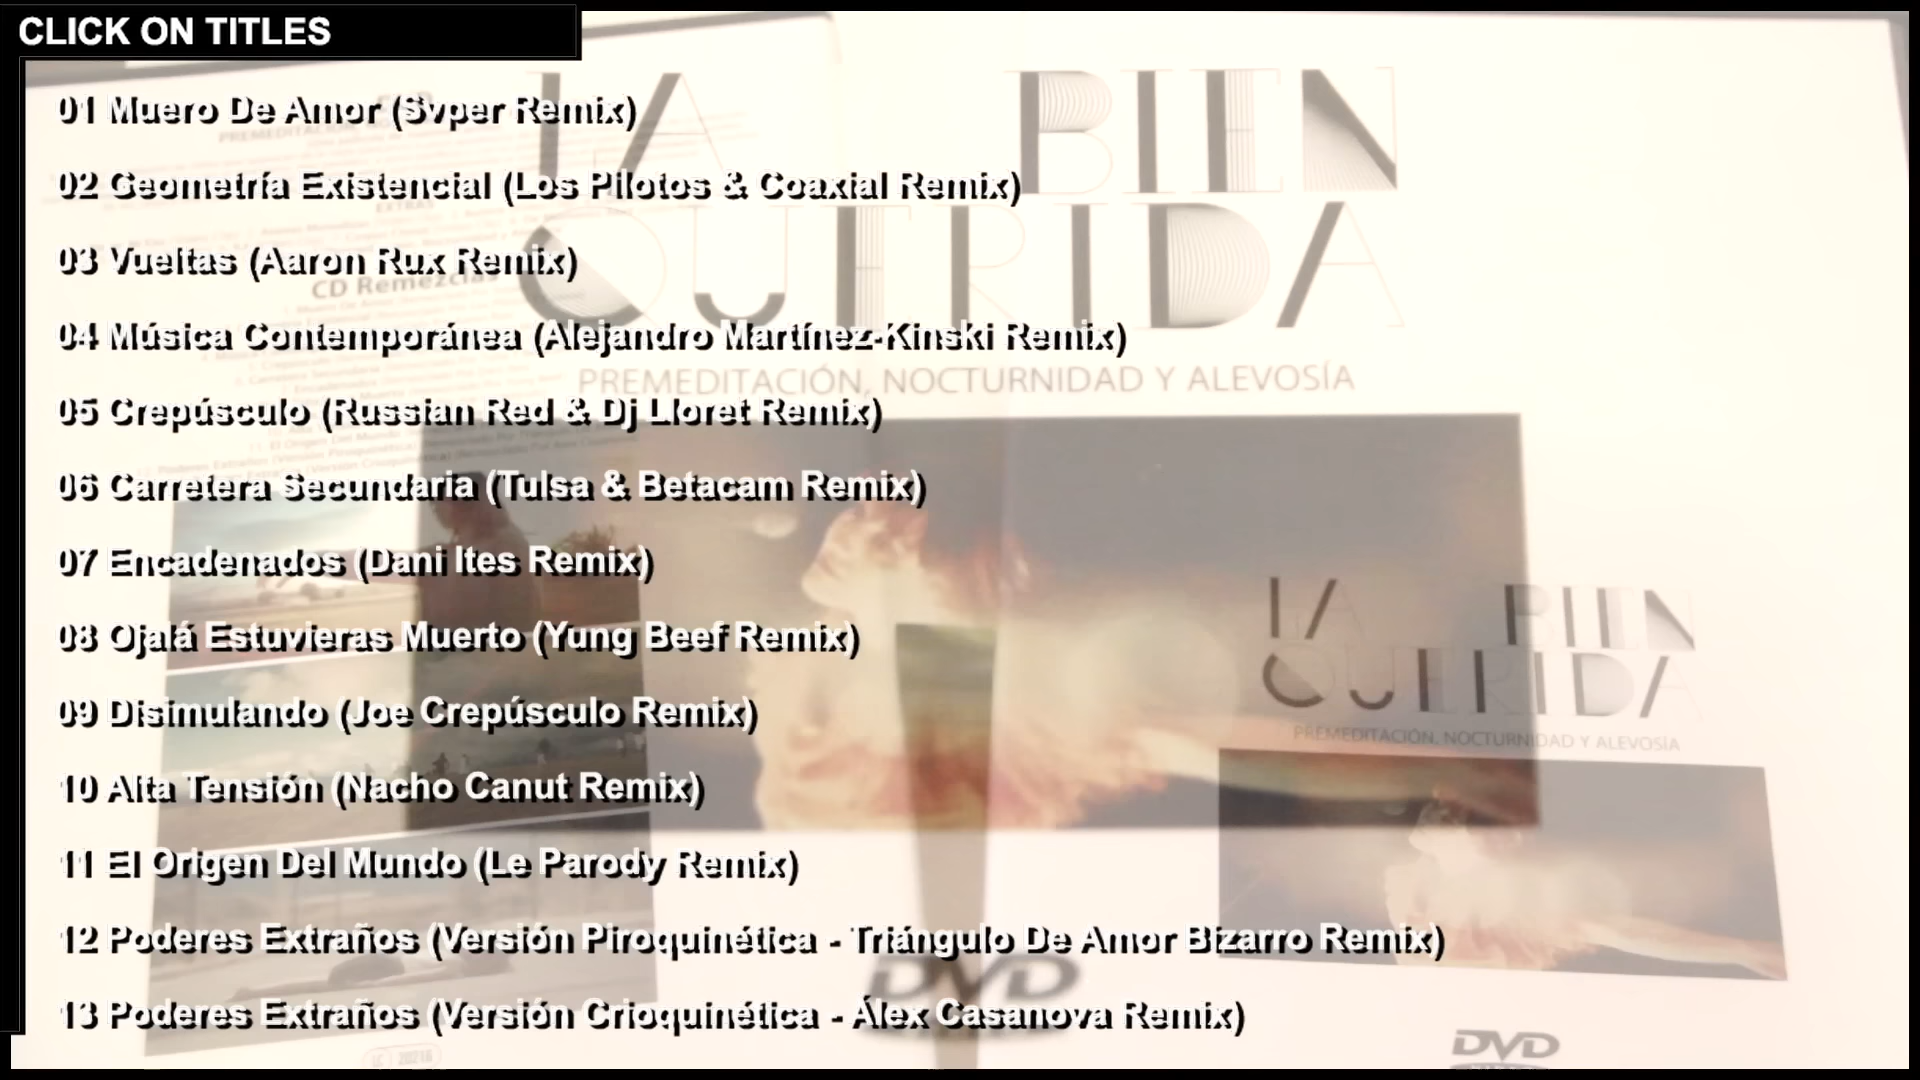 CLICK ON TITLES
01 Muero De Amor (Svper Remix)
02 Geometría Existencial (Los Pilotos & Coaxial Remix)
03 Vueltas (Aaron Rux Remix)
04 Música Contemporánea (Alejandro Martínez-Kinski Remix)
05 Crepúsculo (Russian Red & Dj Lloret Remix)
06 Carretera Secundaria (Tulsa & Betacam Remix)
07 Encadenados (Dani Ites Remix)
08 Ojalá Estuvieras Muerto (Yung Beef Remix)
09 Disimulando (Joe Crepúsculo Remix)
10 Alta Tensión (Nacho Canut Remix)
11 El Origen Del Mundo (Le Parody Remix)
12 Poderes Extraños (Versión Piroquinética - Triángulo De Amor Bizarro Remix)
13 Poderes Extraños (Versión Crioquinética - Álex Casanova Remix)
LA BIEN
QUERIDA
PREMEDITACIÓN, NOCTURNIDAD Y ALEVOSÍA
EXTRAS
CD Remezclas
LA BIEN
QUERIDA
PREMEDITACIÓN, NOCTURNIDAD Y ALEVOSÍA
DVD
DVD